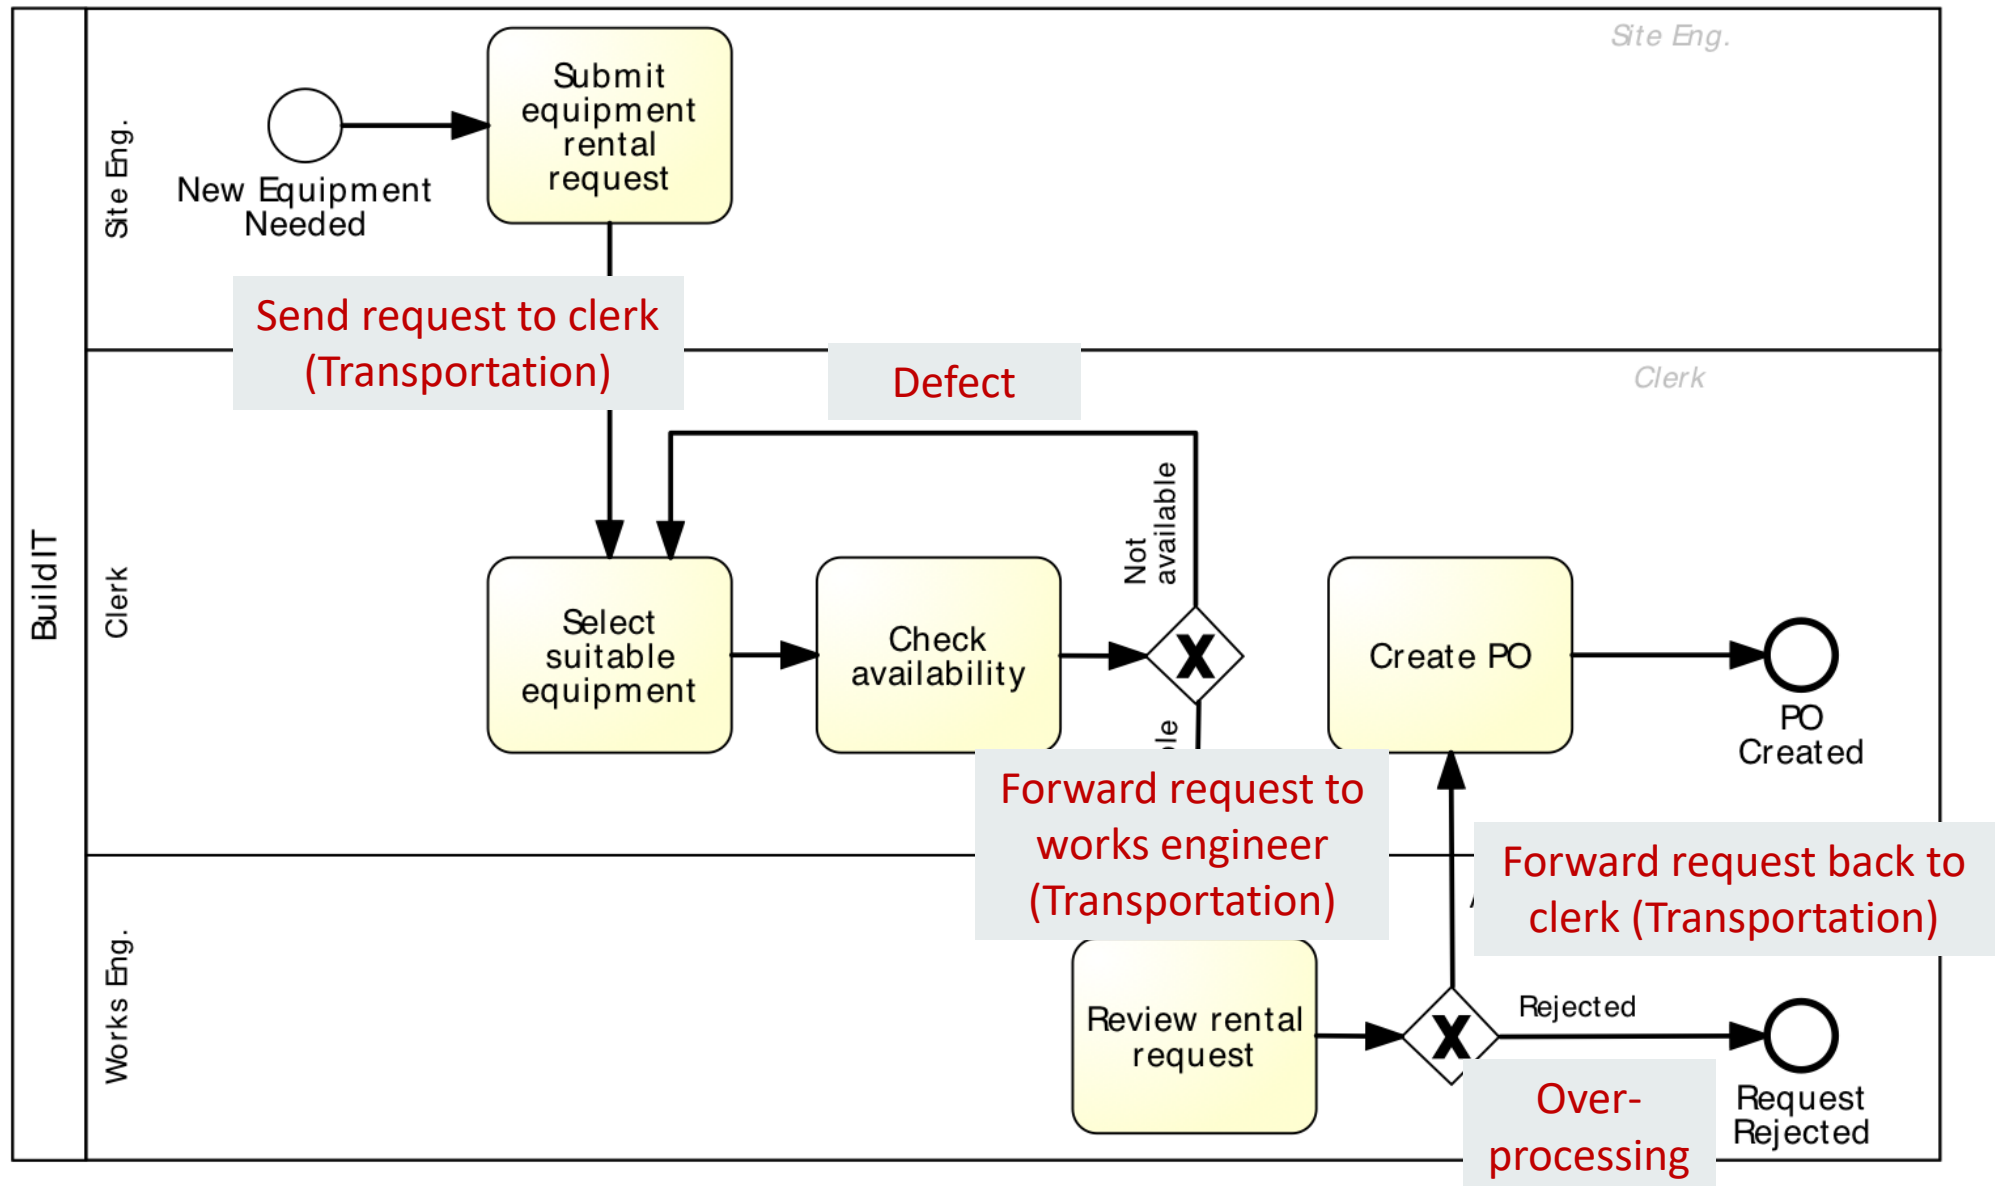 Site Eng.
Site Eng.
New Equipment
Needed
Submit
equipment
rental
request
Send request to clerk
(Transportation)
Defect
BuildIT
Clerk
Clerk
Not
available
Select
suitable
equipment
Check
availability
Create PO
PO
Created
Forward request to
works engineer
(Transportation)
Forward request back to
clerk (Transportation)
Works Eng.
Review rental
request
Rejected
Request
Rejected
Over-
processing